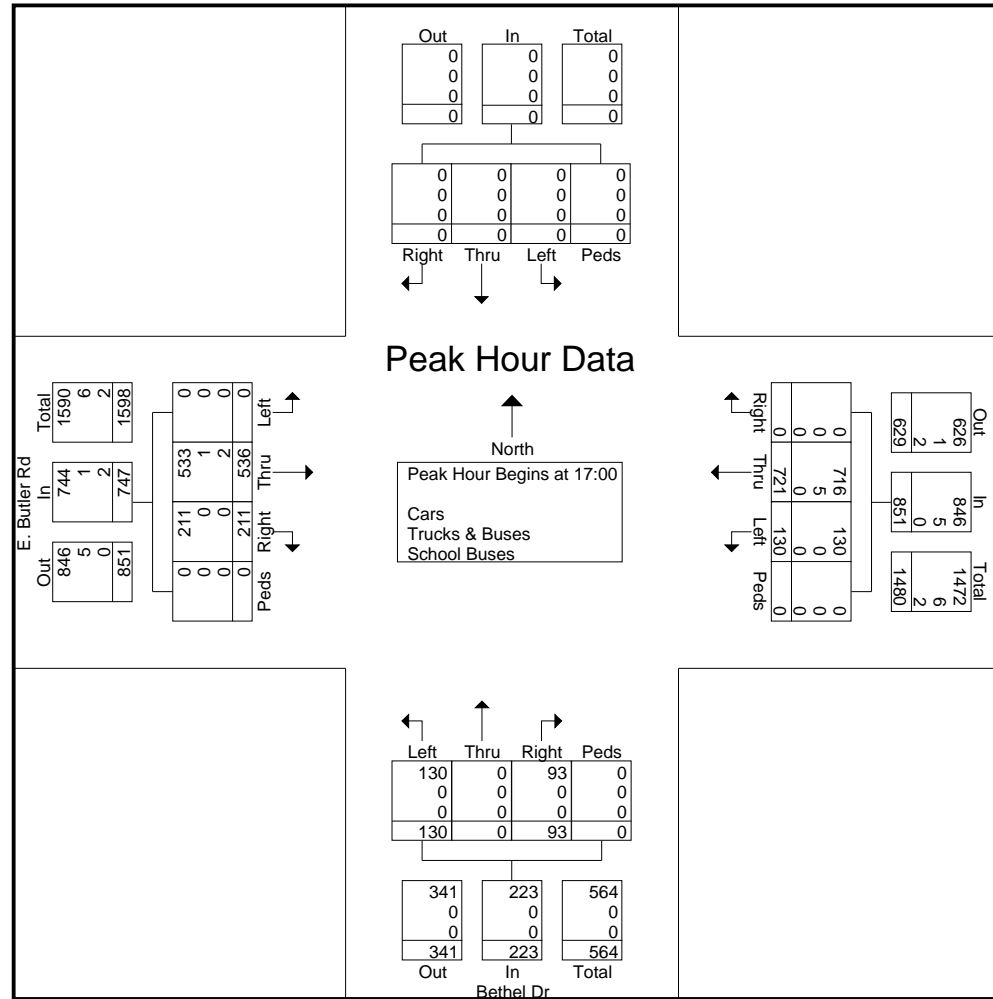 Out In Total
0 0 0
0 0 0
0 0 0
0 0 0
0 0 0 0
0 0 0 0
0 0 0 0
0 0 0 0
Right Thru Left Peds
Peak Hour Data
North
Peak Hour Begins at 17:00
Cars
Trucks & Buses
School Buses
E. Butler Rd
Out In Total
846 744 1590
5 1 6
0 2 2
851 747 1598
Peds Right Thru Left
0 211 533 0
0 0 1 0
0 0 2 0
0 211 536 0
Out In Total
626 846 1472
1 5 6
2 0 2
629 851 1480
Right Thru Left Peds
0 716 130 0
0 5 0 0
0 0 0 0
0 721 130 0
Left Thru Right Peds
130 0 93 0
0 0 0 0
0 0 0 0
130 0 93 0
341 223 564
0 0 0
0 0 0
341 223 564
Out In Total
Bethel Dr